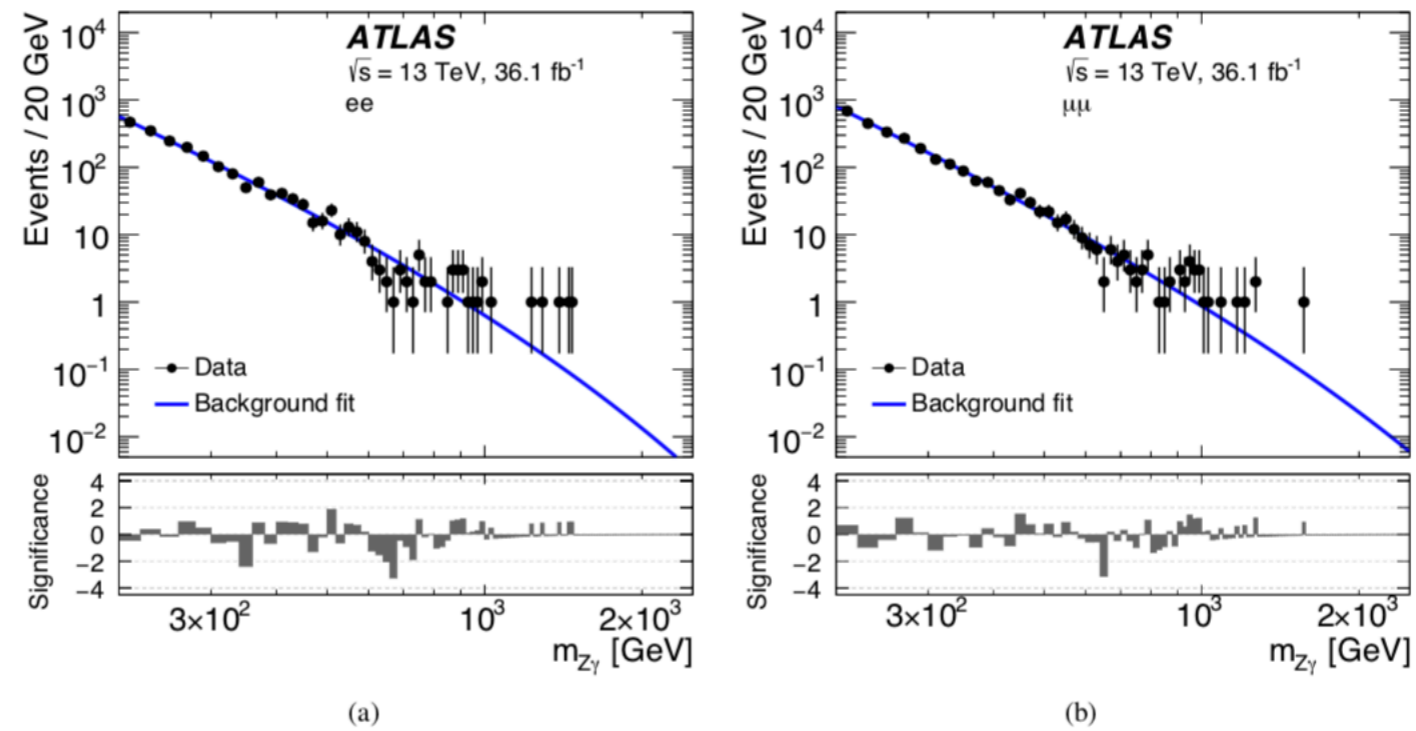 Events / 20 GeV
10⁴
10³
10²
10
1
10⁻¹
10⁻²
ATLAS
√s = 13 TeV, 36.1 fb⁻¹
ee
Data
Background fit
Significance
4
2
0
−2
−4
3×10²
10³
2×10³
m_Zγ [GeV]
(a)
Events / 20 GeV
10⁴
10³
10²
10
1
10⁻¹
10⁻²
ATLAS
√s = 13 TeV, 36.1 fb⁻¹
μμ
Data
Background fit
Significance
4
2
0
−2
−4
3×10²
10³
2×10³
m_Zγ [GeV]
(b)